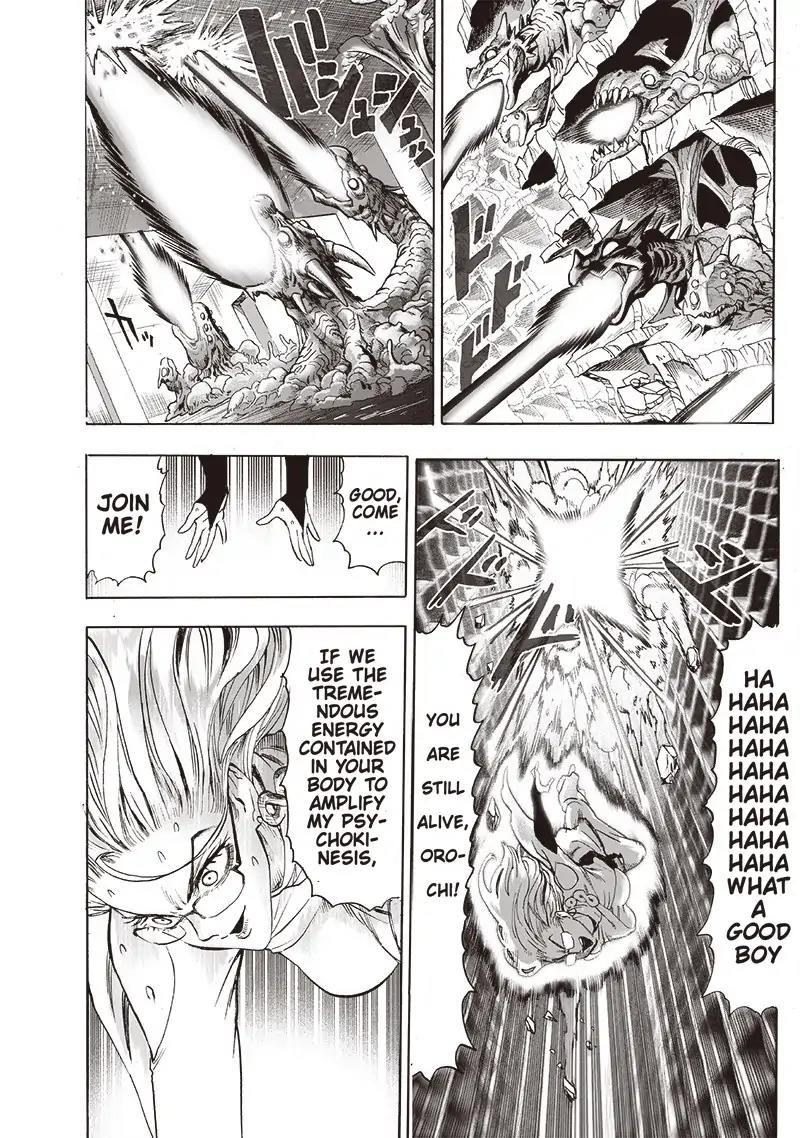 ドドド
バシュシュッ
カッ
HA
HAHA
HAHA
HAHA
HAHA
HAHA
HAHA
HAHA
HAHA
WHAT
A
GOOD
BOY
YOU
ARE
STILL
ALIVE,
ORO-
CHI!
ドドド
GOOD,
COME
...
JOIN
ME!
IF WE
USE THE
TREME-
NDOUS
ENERGY
CONTAINED
IN YOUR
BODY TO
AMPLIFY
MY PSY-
CHOKI-
NESIS,